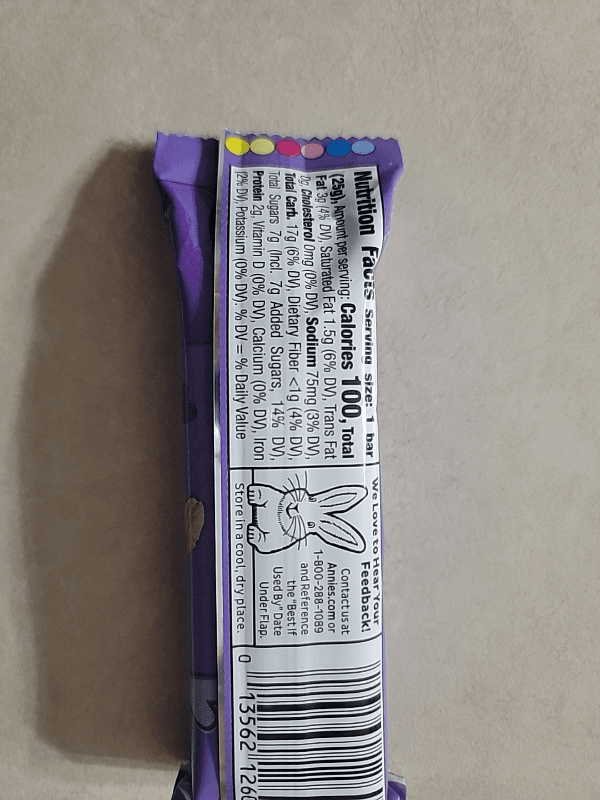 Nutrition Facts Serving size: 1 bar
(25g), Amount per serving: Calories 100, Total
Fat 3g (4% DV), Saturated Fat 1.5g (6% DV), Trans Fat
0g, Cholesterol 0mg (0% DV), Sodium 75mg (3% DV),
Total Carb. 17g (6% DV), Dietary Fiber <1g (4% DV),
Total Sugars 7g (Incl. 7g Added Sugars, 14% DV),
Protein 2g, Vitamin D (0% DV), Calcium (0% DV), Iron
(2% DV), Potassium (0% DV). % DV = % Daily Value
We Love to Hear Your
Feedback!
Contact us at
Annies.com or
1-800-288-1089
and Reference
the "Best If
Used By" Date
Under Flap.
Store in a cool, dry place.
0 13562 126